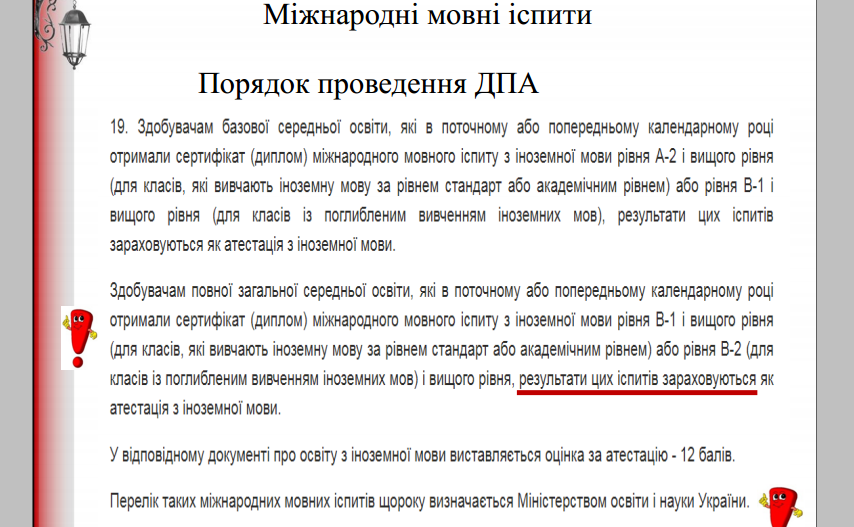 Міжнародні мовні іспити
Порядок проведення ДПА
19. Здобувачам базової середньої освіти, які в поточному або попередньому календарному році
отримали сертифікат (диплом) міжнародного мовного іспиту з іноземної мови рівня А-2 і вищого рівня
(для класів, які вивчають іноземну мову за рівнем стандарт або академічним рівнем) або рівня В-1 і
вищого рівня (для класів із поглибленим вивченням іноземних мов), результати цих іспитів
зараховуються як атестація з іноземної мови.
Здобувачам повної загальної середньої освіти, які в поточному або попередньому календарному році
отримали сертифікат (диплом) міжнародного мовного іспиту з іноземної мови рівня В-1 і вищого рівня
(для класів, які вивчають іноземну мову за рівнем стандарт або академічним рівнем) або рівня В-2 (для
класів із поглибленим вивченням іноземних мов) і вищого рівня, результати цих іспитів зараховуються як
атестація з іноземної мови.
У відповідному документі про освіту з іноземної мови виставляється оцінка за атестацію - 12 балів.
Перелік таких міжнародних мовних іспитів щороку визначається Міністерством освіти і науки України.